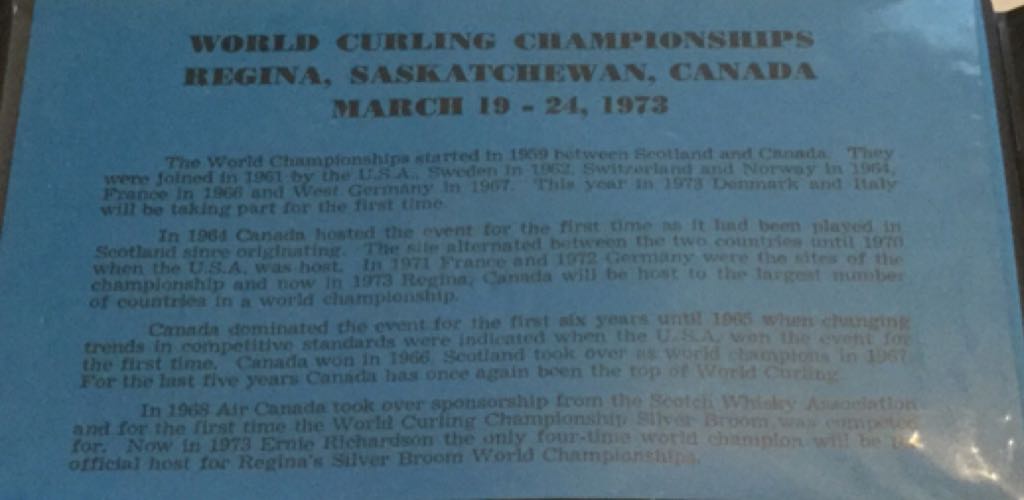 WORLD CURLING CHAMPIONSHIPS
REGINA, SASKATCHEWAN, CANADA
MARCH 19 - 24, 1973
The World Championships started in 1959 between Scotland and Canada. They
were joined in 1961 by the U.S.A., Sweden in 1962, Switzerland and Norway in 1964,
France in 1966 and West Germany in 1967. This year in 1973 Denmark and Italy
will be taking part for the first time.
In 1964 Canada hosted the event for the first time as it had been played in
Scotland since originating. The site alternated between the two countries until 1970
when the U.S.A. was host. In 1971 France and 1972 Germany were the sites of the
championship and now in 1973 Regina, Canada will be host to the largest number
of countries in a world championship.
Canada dominated the event for the first six years until 1965 when changing
trends in competitive standards were indicated when the U.S.A. won the event for
the first time. Canada won in 1966, Scotland took over as world champions in 1967.
For the last five years Canada has once again been the top of World Curling.
In 1968 Air Canada took over sponsorship from the Scotch Whisky Association
and for the first time the World Curling Championship Silver Broom was competed
for. Now in 1973 Ernie Richardson the only four-time world champion will be
official host for Regina's Silver Broom World Championships.